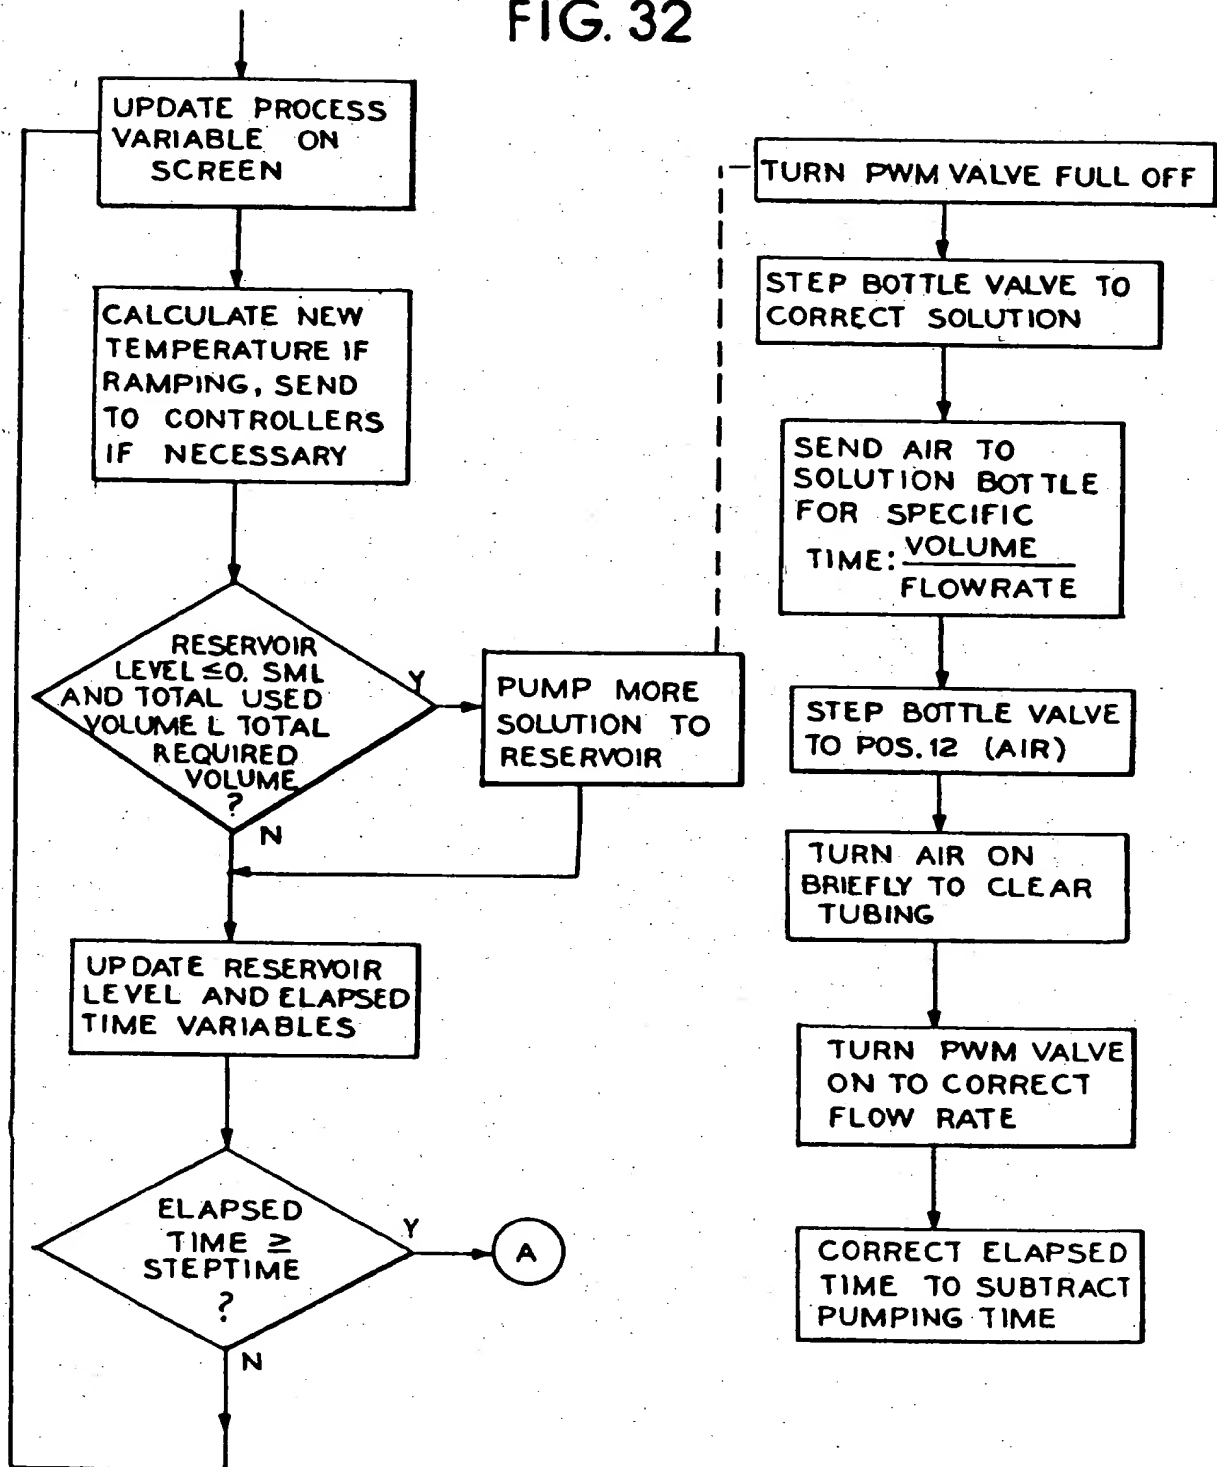 FIG. 32
UPDATE PROCESS
VARIABLE ON
SCREEN
CALCULATE NEW
TEMPERATURE IF
RAMPING, SEND
TO CONTROLLERS
IF NECESSARY
RESERVOIR
LEVEL ≤0. SML
AND TOTAL USED
VOLUME L TOTAL
REQUIRED
VOLUME
?
Y
N
PUMP MORE
SOLUTION TO
RESERVOIR
UPDATE RESERVOIR
LEVEL AND ELAPSED
TIME VARIABLES
ELAPSED
TIME ≥
STEPTIME
?
Y
A
N
TURN PWM VALVE FULL OFF
STEP BOTTLE VALVE TO
CORRECT SOLUTION
SEND AIR TO
SOLUTION BOTTLE
FOR SPECIFIC
TIME: VOLUME
FLOWRATE
STEP BOTTLE VALVE
TO POS. 12 (AIR)
TURN AIR ON
BRIEFLY TO CLEAR
TUBING
TURN PWM VALVE
ON TO CORRECT
FLOW RATE
CORRECT ELAPSED
TIME TO SUBTRACT
PUMPING TIME